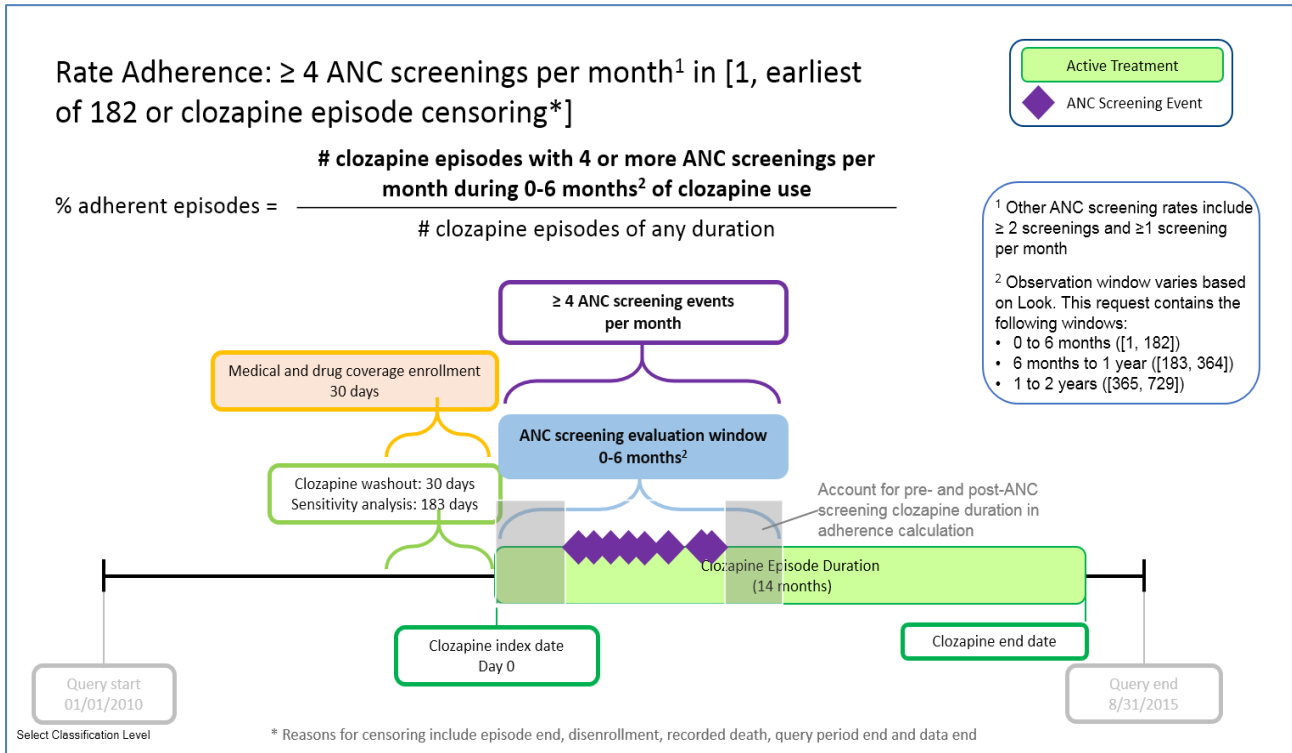 Rate Adherence: ≥ 4 ANC screenings per month¹ in [1, earliest
of 182 or clozapine episode censoring*]
Active Treatment
ANC Screening Event
% adherent episodes =
# clozapine episodes with 4 or more ANC screenings per
month during 0-6 months² of clozapine use
# clozapine episodes of any duration
¹ Other ANC screening rates include
≥ 2 screenings and ≥1 screening
per month
² Observation window varies based
on Look. This request contains the
following windows:
• 0 to 6 months ([1, 182])
• 6 months to 1 year ([183, 364])
• 1 to 2 years ([365, 729])
≥ 4 ANC screening events
per month
Medical and drug coverage enrollment
30 days
ANC screening evaluation window
0-6 months²
Clozapine washout: 30 days
Sensitivity analysis: 183 days
Account for pre- and post-ANC
screening clozapine duration in
adherence calculation
Clozapine Episode Duration
(14 months)
Clozapine index date
Day 0
Clozapine end date
Query start
01/01/2010
Query end
8/31/2015
Select Classification Level
* Reasons for censoring include episode end, disenrollment, recorded death, query period end and data end